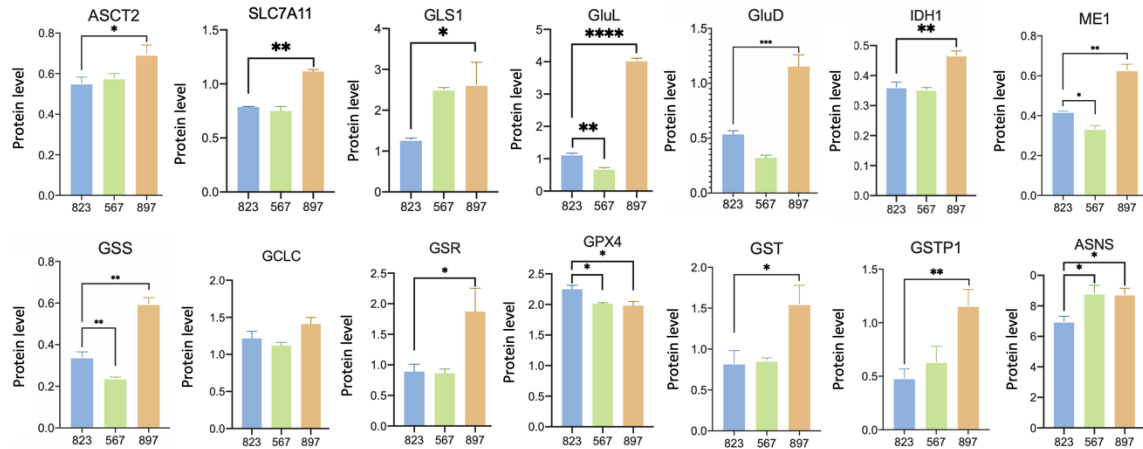 ASCT2
Protein level
0.8
0.6
0.4
0.2
0.0
*
823 567 897
SLC7A11
Protein level
1.5
1.0
0.5
0.0
**
823 567 897
GLS1
Protein level
4
3
2
1
0
*
823 567 897
GluL
Protein level
5
4
3
2
1
0
****
**
823 567 897
GluD
Protein level
1.5
1.0
0.5
0.0
***
823 567 897
IDH1
Protein level
0.6
0.5
0.4
0.3
0.2
0.1
0.0
**
823 567 897
ME1
Protein level
0.8
0.6
0.4
0.2
0.0
**
*
823 567 897
GSS
Protein level
0.8
0.6
0.4
0.2
0.0
**
**
823 567 897
GCLC
Protein level
2.0
1.5
1.0
0.5
0.0
823 567 897
GSR
Protein level
2.5
2.0
1.5
1.0
0.5
0.0
*
823 567 897
GPX4
Protein level
2.5
2.0
1.5
1.0
0.5
0.0
*
*
823 567 897
GST
Protein level
2.0
1.5
1.0
0.5
0.0
*
823 567 897
GSTP1
Protein level
1.5
1.0
0.5
0.0
**
823 567 897
ASNS
Protein level
0
8
6
4
2
0
*
*
823 567 897